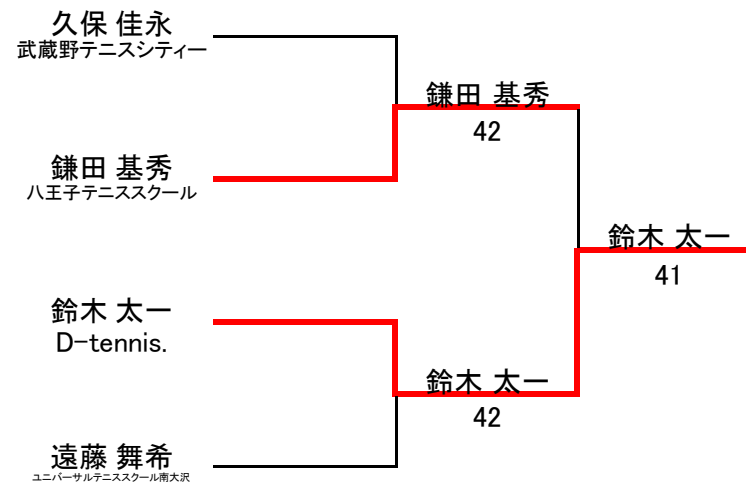 久保 佳永
武蔵野テニスシティー
鎌田 基秀
42
鎌田 基秀
八王子テニススクール
鈴木 太一
41
鈴木 太一
D-tennis.
鈴木 太一
42
遠藤 舞希
ユニバーサルテニススクール南大沢